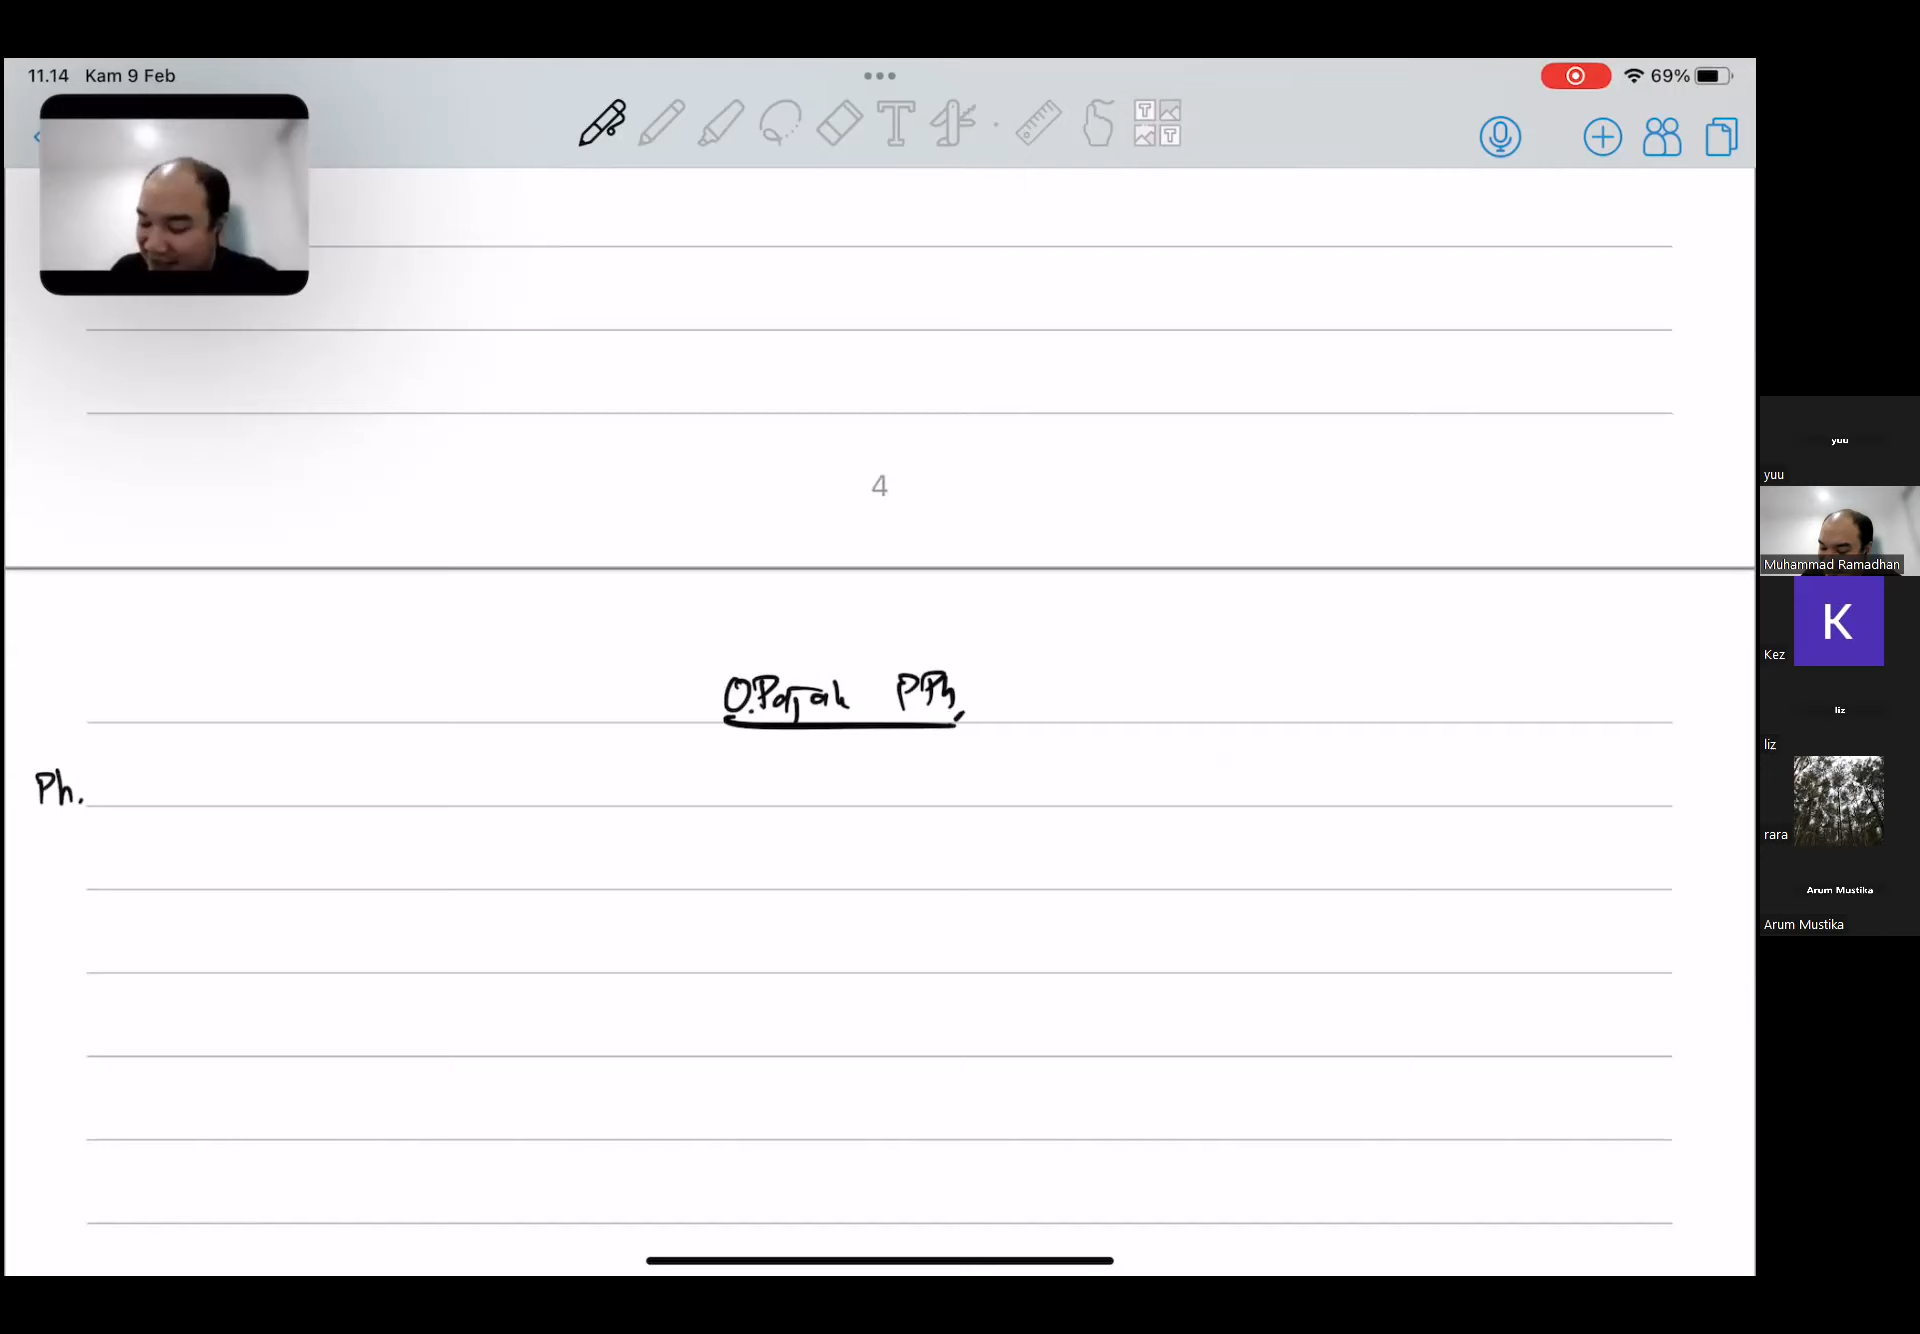 11.14 Kam 9 Feb
69%
4
O.Pajak PPh.
Ph.
yuu
yuu
Muhammad Ramadhan
K
Kez
liz
liz
rara
Arum Mustika
Arum Mustika